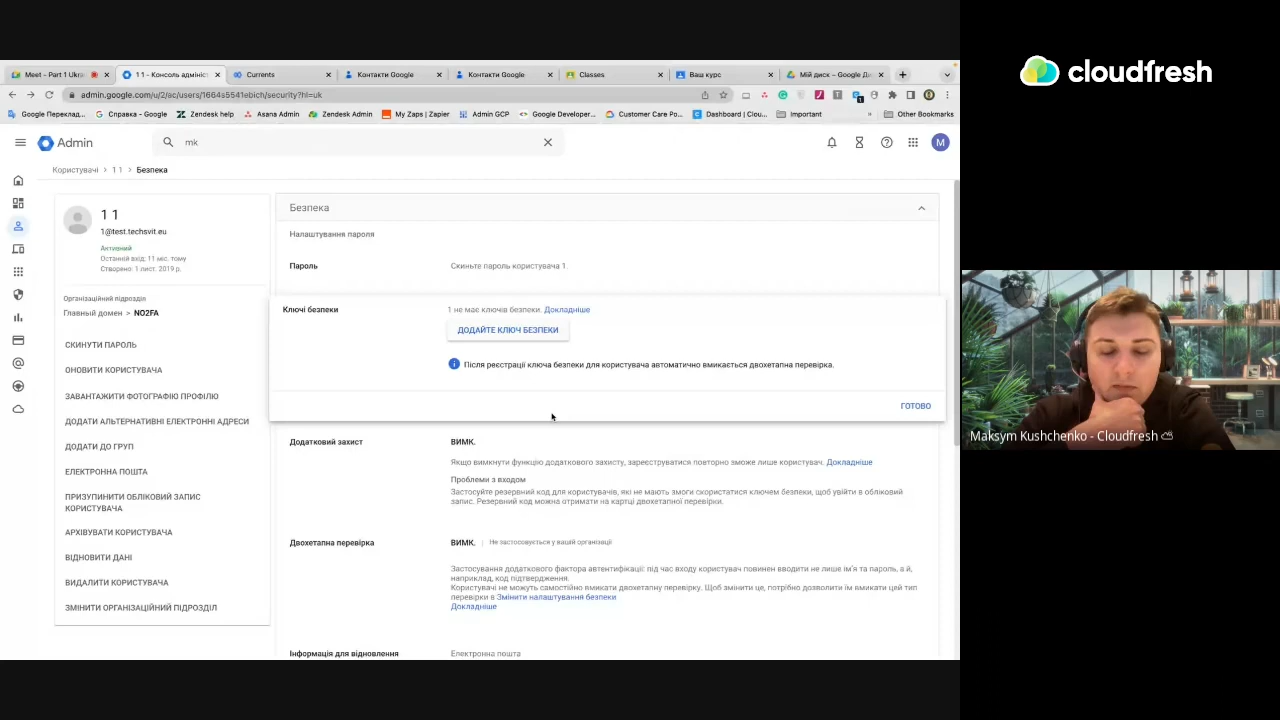 Meet - Part 1 Ukra
1 1 - Консоль адмініс
Currents
Контакти Google
Контакти Google
Classes
Ваш курс
Мій диск – Google Д
admin.google.com/u/2/ac/users/1664s5541ebich/security?hl=uk
Google Переклад...
Справка - Google
Zendesk help
Asana Admin
Zendesk Admin
My Zaps | Zapier
Admin GCP
Google Developer...
Customer Care Po...
Dashboard | Clou...
Important
Other Bookmarks
Admin
mk
M
Користувачі > 1 1 > Безпека
1 1
1@test.techsvit.eu
Активний
Останній вхід: 11 міс. тому
Створено: 1 лист. 2019 р.
Організаційний підрозділ
Главный домен > NO2FA
СКИНУТИ ПАРОЛЬ
ОНОВИТИ КОРИСТУВАЧА
ЗАВАНТАЖИТИ ФОТОГРАФІЮ ПРОФІЛЮ
ДОДАТИ АЛЬТЕРНАТИВНІ ЕЛЕКТРОННІ АДРЕСИ
ДОДАТИ ДО ГРУП
ЕЛЕКТРОННА ПОШТА
ПРИЗУПИНИТИ ОБЛІКОВИЙ ЗАПИС
КОРИСТУВАЧА
АРХІВУВАТИ КОРИСТУВАЧА
ВІДНОВИТИ ДАНІ
ВИДАЛИТИ КОРИСТУВАЧА
ЗМІНИТИ ОРГАНІЗАЦІЙНИЙ ПІДРОЗДІЛ
Безпека
Налаштування пароля
Пароль
Скиньте пароль користувача 1.
Ключі безпеки
1 не має ключів безпеки. Докладніше
ДОДАЙТЕ КЛЮЧ БЕЗПЕКИ
Після реєстрації ключа безпеки для користувача автоматично вмикається двохетапна перевірка.
ГОТОВО
Додатковий захист
ВИМК.
Якщо вимкнути функцію додаткового захисту, зареєструватися повторно зможе лише користувач. Докладніше
Проблеми з входом
Застосуйте резервний код для користувачів, які не мають змоги скористатися ключем безпеки, щоб увійти в обліковий
запис. Резервний код можна отримати на картці двохетапної перевірки.
Двохетапна перевірка
ВИМК. | Не застосовується у вашій організації
Застосування додаткового фактора автентифікації: під час входу користувач повинен вводити не лише ім'я та пароль, а й,
наприклад, код підтвердження.
Користувачі не можуть самостійно вмикати двохетапну перевірку. Щоб змінити це, потрібно дозволити їм вмикати цей тип
перевірки в Змінити налаштування безпеки
Докладніше
Інформація для відновлення
Електронна пошта
cloudfresh
Maksym Kushchenko - Cloudfresh